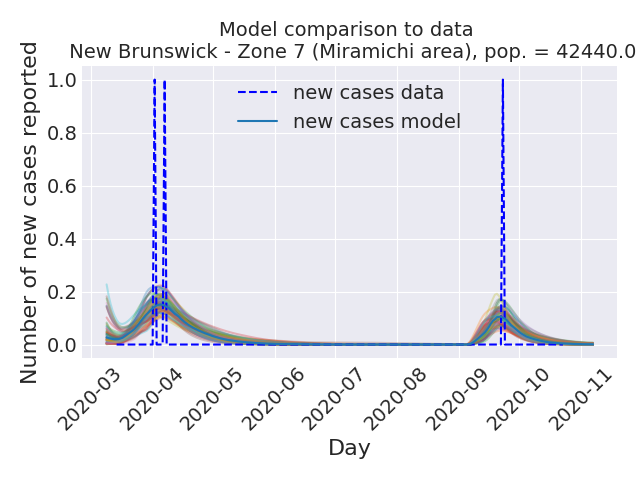 Model comparison to data
New Brunswick - Zone 7 (Miramichi area), pop. = 42440.0
Number of new cases reported
1.0
0.8
0.6
0.4
0.2
0.0
new cases data
new cases model
2020-03
2020-04
2020-05
2020-06
2020-07
2020-08
2020-09
2020-10
2020-11
Day